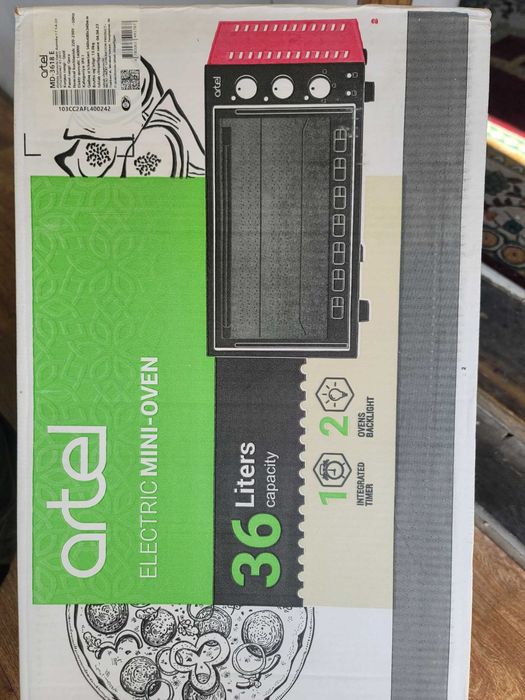 artel
MD-3618 E
103CC2AFL400242
artel
artel
ELECTRIC MINI-OVEN
36 Liters
capacity
1
INTEGRATED
TIMER
2
OVENS
BACKLIGHT